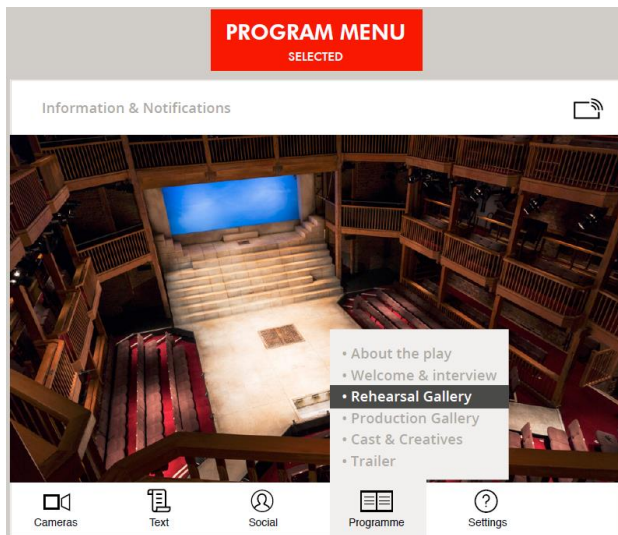 PROGRAM MENU
SELECTED
Information & Notifications
• About the play
• Welcome & interview
• Rehearsal Gallery
• Production Gallery
• Cast & Creatives
• Trailer
Cameras
Text
Social
Programme
Settings